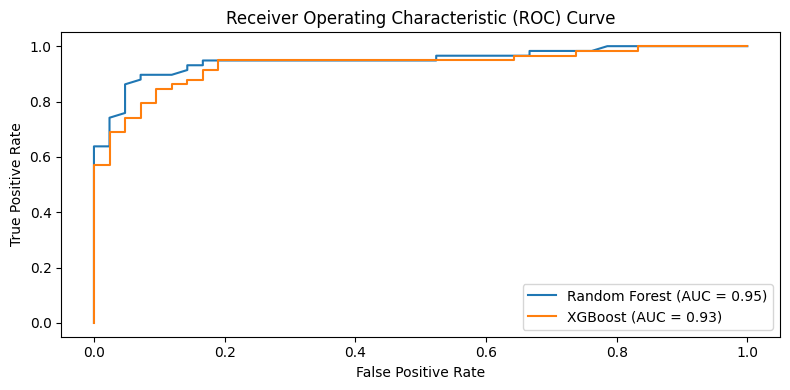 Receiver Operating Characteristic (ROC) Curve
True Positive Rate
1.0
0.8
0.6
0.4
0.2
0.0
Random Forest (AUC = 0.95)
XGBoost (AUC = 0.93)
0.0 0.2 0.4 0.6 0.8 1.0
False Positive Rate